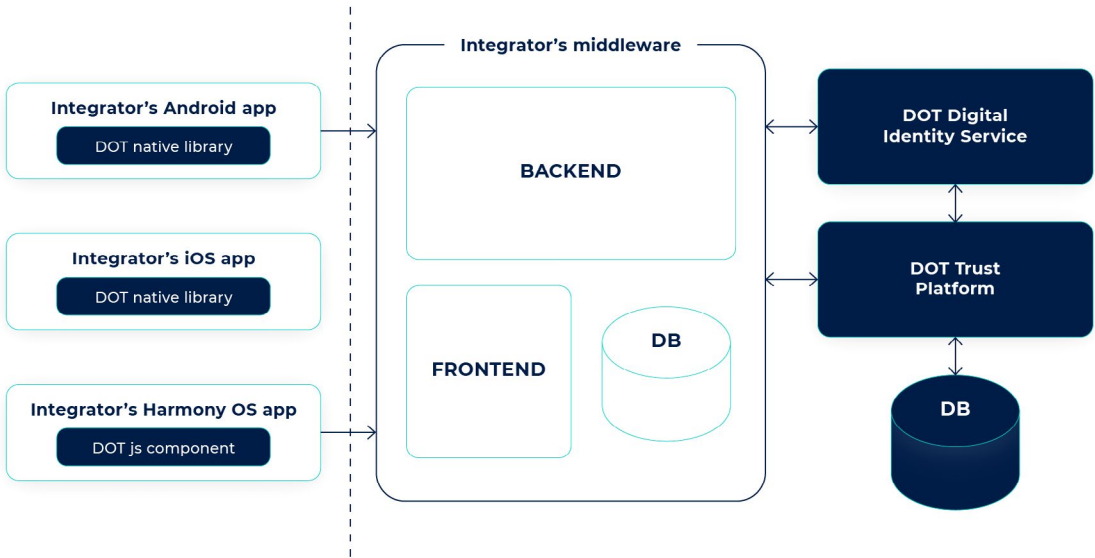 Integrator’s Android app
DOT native library
Integrator’s iOS app
DOT native library
Integrator’s Harmony OS app
DOT js component
Integrator’s middleware
BACKEND
FRONTEND
DB
DOT Digital
Identity Service
DOT Trust
Platform
DB